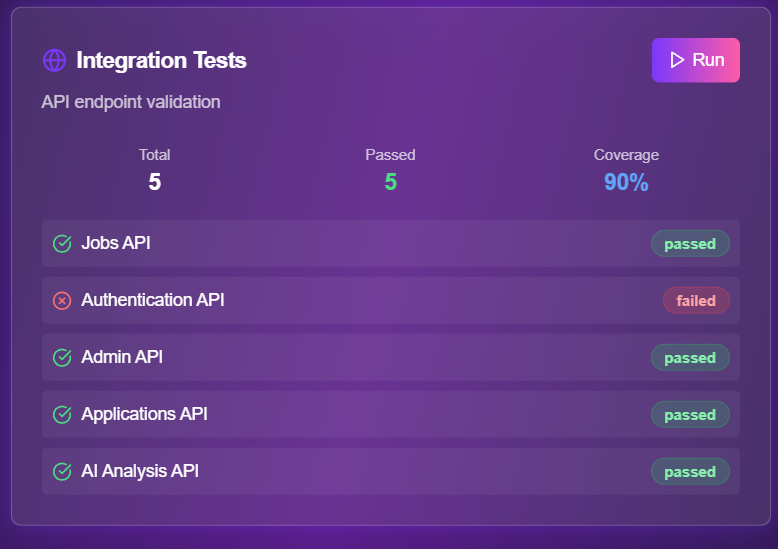 Integration Tests
Run
API endpoint validation
Total
Passed
Coverage
5
5
90%
Jobs API
passed
Authentication API
failed
Admin API
passed
Applications API
passed
AI Analysis API
passed